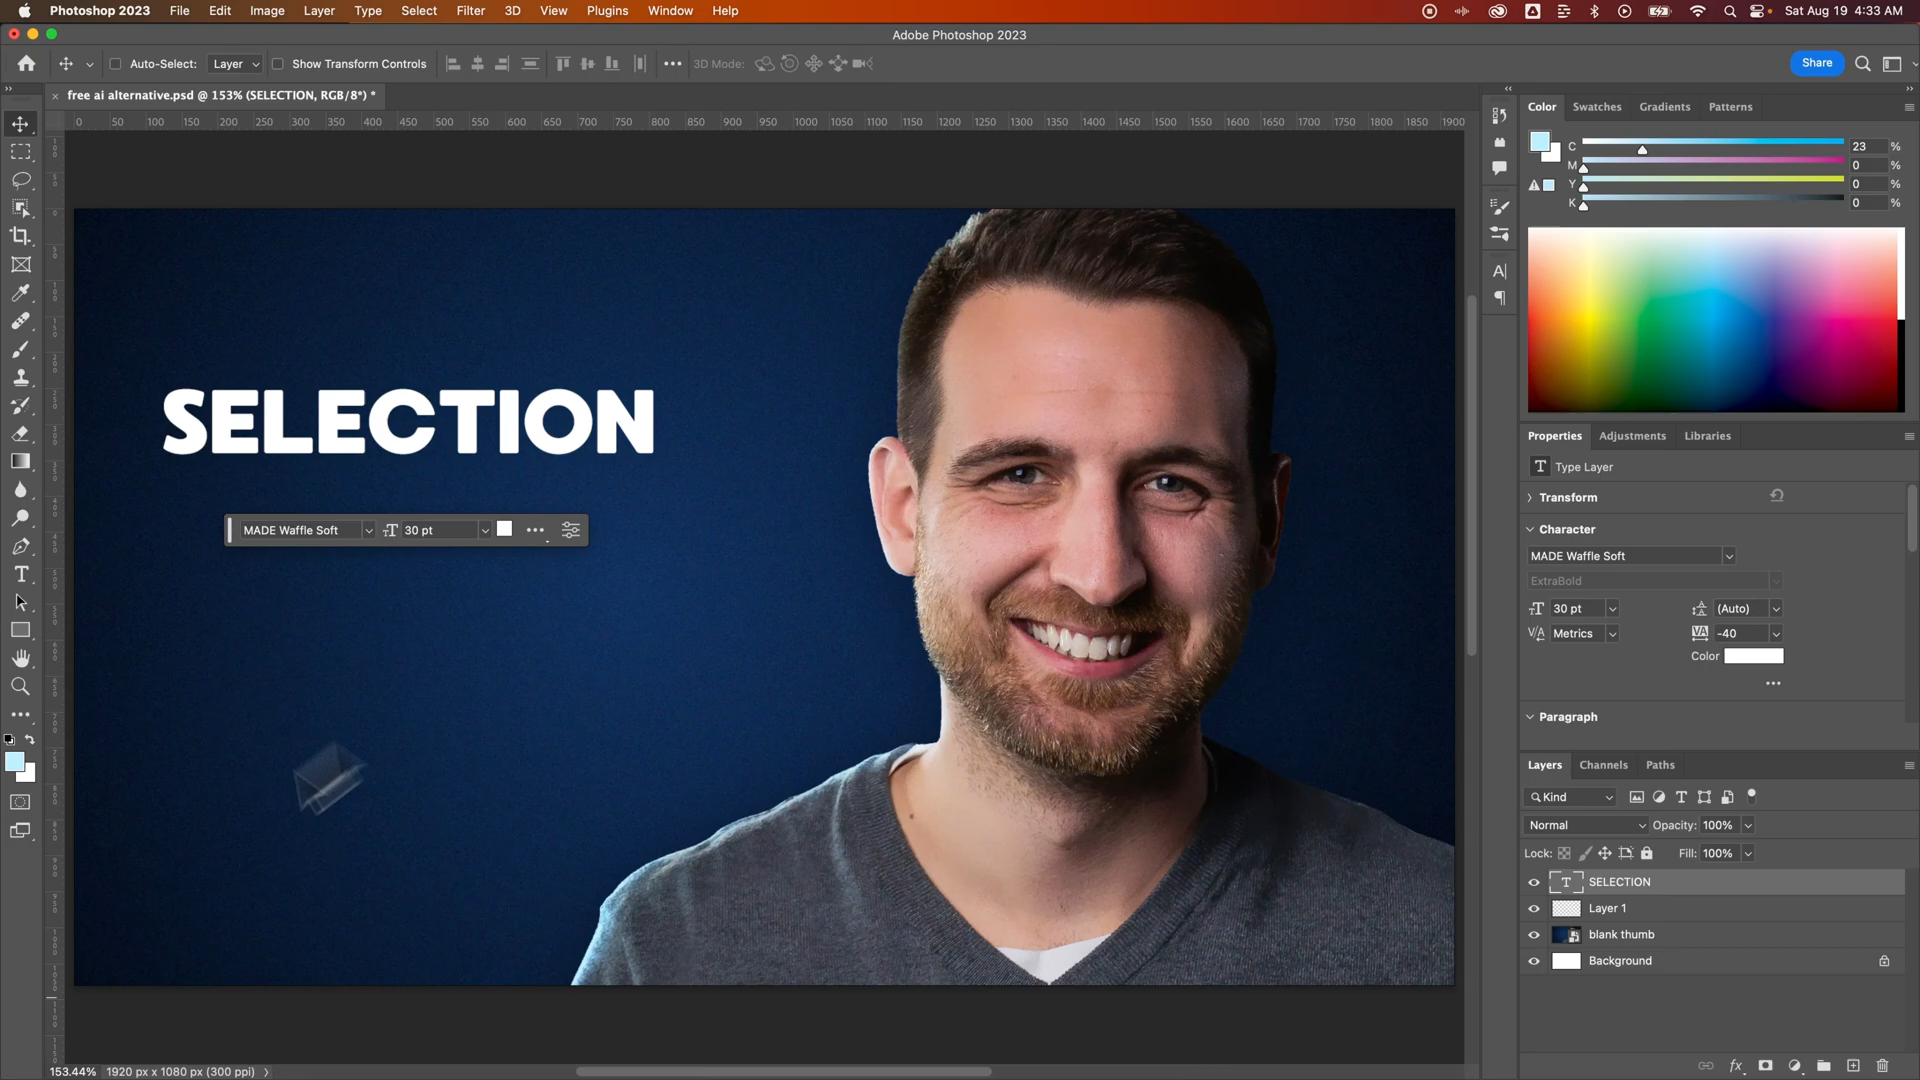 Photoshop 2023 File Edit Image Layer Type Select Filter 3D View Plugins Window Help Sat Aug 19 4:33 AM
Adobe Photoshop 2023
Auto-Select: Layer Show Transform Controls 3D Mode: Share
free ai alternative.psd @ 153% (SELECTION, RGB/8*) *
0 50 100 150 200 250 300 350 400 450 500 550 600 650 700 750 800 850 900 950 1000 1050 1100 1150 1200 1250 1300 1350 1400 1450 1500 1550 1600 1650 1700 1750 1800 1850 1900
Color Swatches Gradients Patterns
C 23 %
M 0 %
Y 0 %
K 0 %
SELECTION
MADE Waffle Soft 30 pt
Properties Adjustments Libraries
Type Layer
Transform
Character
MADE Waffle Soft
ExtraBold
30 pt (Auto)
Metrics -40
Color
Paragraph
Layers Channels Paths
Kind
Normal Opacity: 100%
Lock: Fill: 100%
SELECTION
Layer 1
blank thumb
Background
153.44% 1920 px x 1080 px (300 ppi)